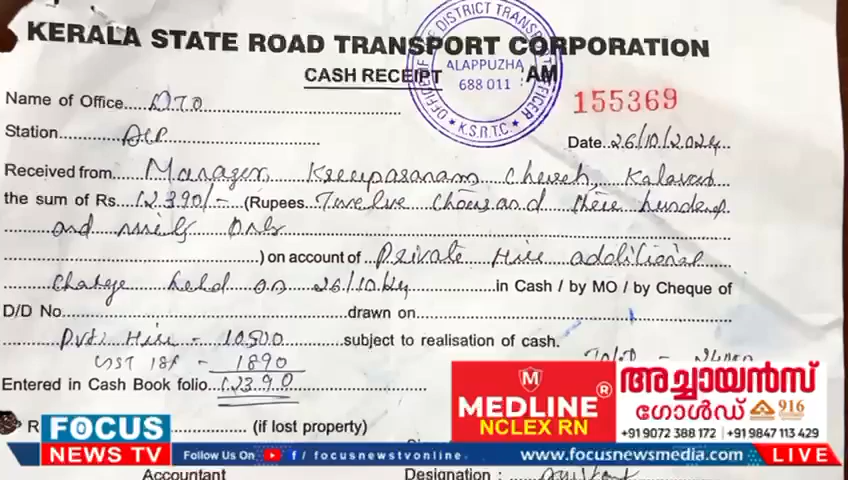 OFFICE OF THE DISTRICT TRANSPORT OFFICER
ALAPPUZHA
688 011
★ K.S.R.T.C. ★
KERALA STATE ROAD TRANSPORT CORPORATION
CASH RECEIPT
AM
155369
Name of Office DTO
Station ALP
Date 26/10/2024
Received from Manager, Kreupasanam Church, Kalavoor
the sum of Rs 12390/- (Rupees Twelve thousand three hundred
and ninety only
) on account of Private Hire additional
Charge held on 26/10/24 in Cash / by MO / by Cheque of
D/D No. drawn on
Pvt: Hire - 10500 subject to realisation of cash.
GST 18% - 1890
Entered in Cash Book folio 12390
(if lost property)
Accountant Designation :
MEDLINE®
NCLEX RN
അച്ചായൻസ്
ഗോൾഡ് 916
+91 9072 388 172 | +91 9847 113 429
FOCUS
NEWS TV
Follow Us On
f / focusnewstvonline
www.focusnewsmedia.com
LIVE